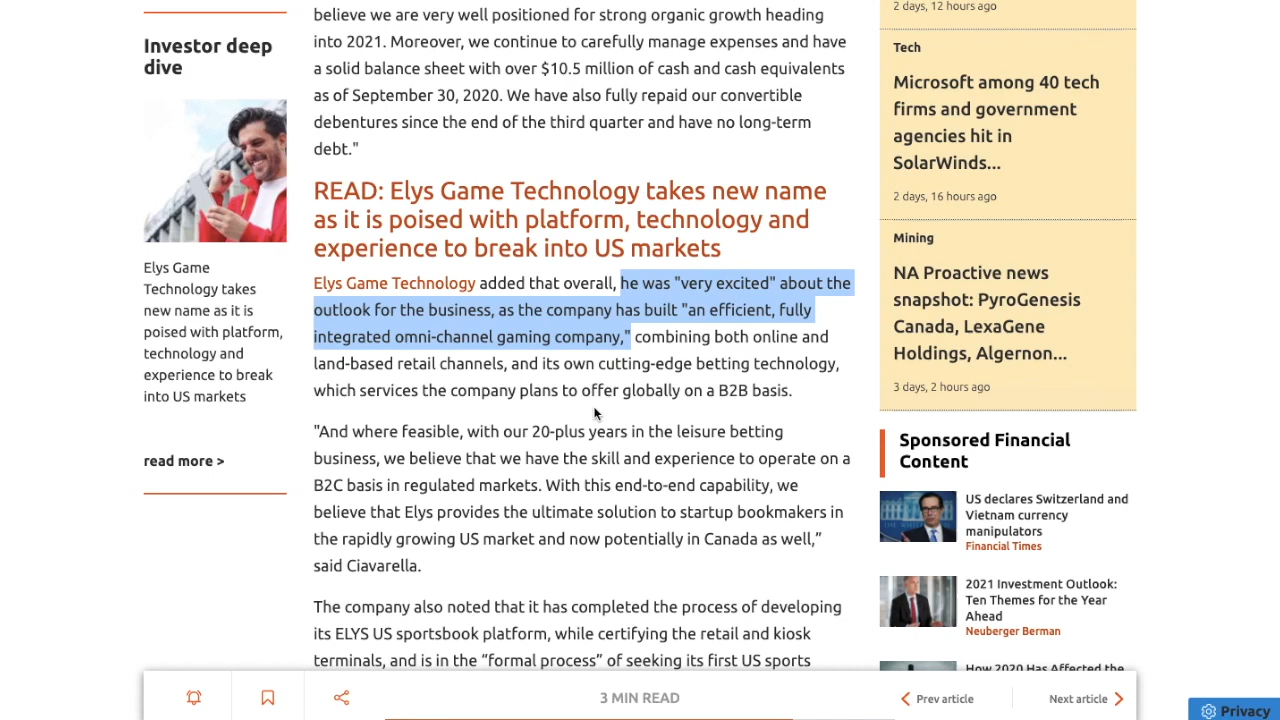 Investor deep
dive
Elys Game
Technology takes
new name as it is
poised with platform,
technology and
experience to break
into US markets
read more >
believe we are very well positioned for strong organic growth heading
into 2021. Moreover, we continue to carefully manage expenses and have
a solid balance sheet with over $10.5 million of cash and cash equivalents
as of September 30, 2020. We have also fully repaid our convertible
debentures since the end of the third quarter and have no long-term
debt."
READ: Elys Game Technology takes new name
as it is poised with platform, technology and
experience to break into US markets
Elys Game Technology added that overall, he was "very excited" about the
outlook for the business, as the company has built "an efficient, fully
integrated omni-channel gaming company," combining both online and
land-based retail channels, and its own cutting-edge betting technology,
which services the company plans to offer globally on a B2B basis.
"And where feasible, with our 20-plus years in the leisure betting
business, we believe that we have the skill and experience to operate on a
B2C basis in regulated markets. With this end-to-end capability, we
believe that Elys provides the ultimate solution to startup bookmakers in
the rapidly growing US market and now potentially in Canada as well,”
said Ciavarella.
The company also noted that it has completed the process of developing
its ELYS US sportsbook platform, while certifying the retail and kiosk
terminals, and is in the “formal process” of seeking its first US sports
2 days, 12 hours ago
Tech
Microsoft among 40 tech
firms and government
agencies hit in
SolarWinds...
2 days, 16 hours ago
Mining
NA Proactive news
snapshot: PyroGenesis
Canada, LexaGene
Holdings, Algernon...
3 days, 2 hours ago
Sponsored Financial
Content
US declares Switzerland and
Vietnam currency
manipulators
Financial Times
2021 Investment Outlook:
Ten Themes for the Year
Ahead
Neuberger Berman
How 2020 Has Affected the
3 MIN READ
Prev article
Next article
Privacy